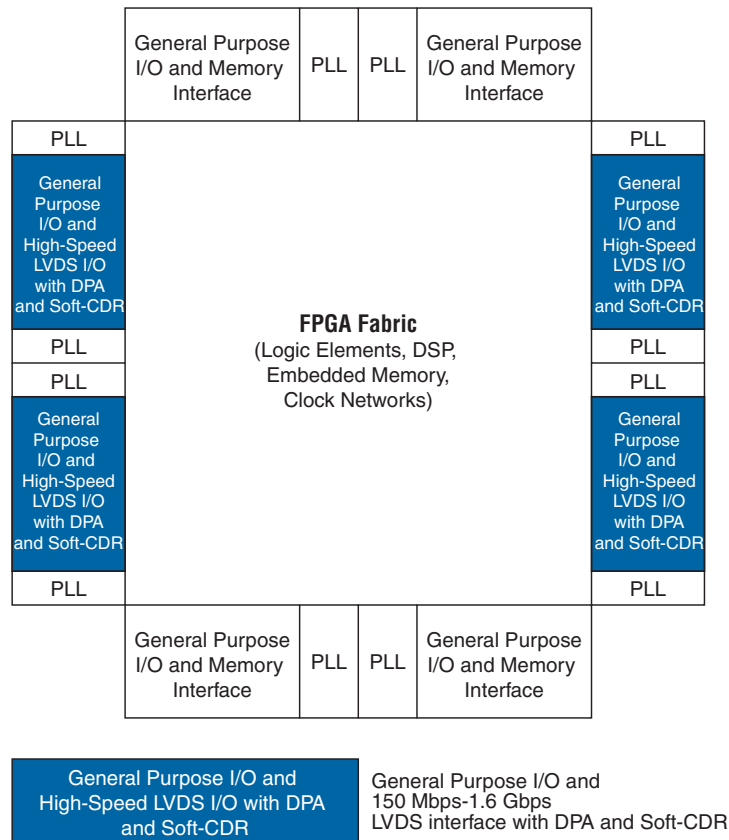 General Purpose
I/O and Memory
Interface
PLL
PLL
General Purpose
I/O and Memory
Interface
PLL
General
Purpose
I/O and
High-Speed
LVDS I/O
with DPA
and Soft-CDR
PLL
PLL
General
Purpose
I/O and
High-Speed
LVDS I/O
with DPA
and Soft-CDR
PLL
FPGA Fabric
(Logic Elements, DSP,
Embedded Memory,
Clock Networks)
PLL
General
Purpose
I/O and
High-Speed
LVDS I/O
with DPA
and Soft-CDR
PLL
PLL
General
Purpose
I/O and
High-Speed
LVDS I/O
with DPA
and Soft-CDR
PLL
General Purpose
I/O and Memory
Interface
PLL
PLL
General Purpose
I/O and Memory
Interface
General Purpose I/O and
High-Speed LVDS I/O with DPA
and Soft-CDR
General Purpose I/O and
150 Mbps-1.6 Gbps
LVDS interface with DPA and Soft-CDR